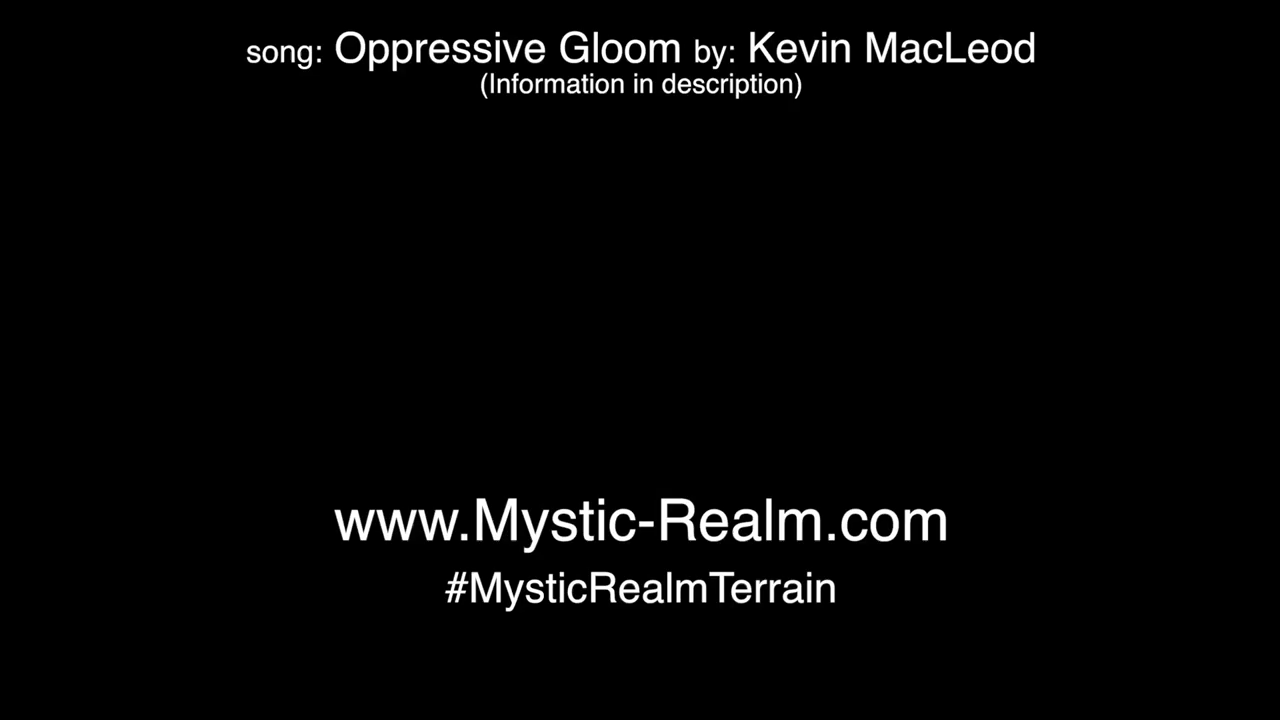 song: Oppressive Gloom by: Kevin MacLeod
(Information in description)
www.Mystic-Realm.com
#MysticRealmTerrain